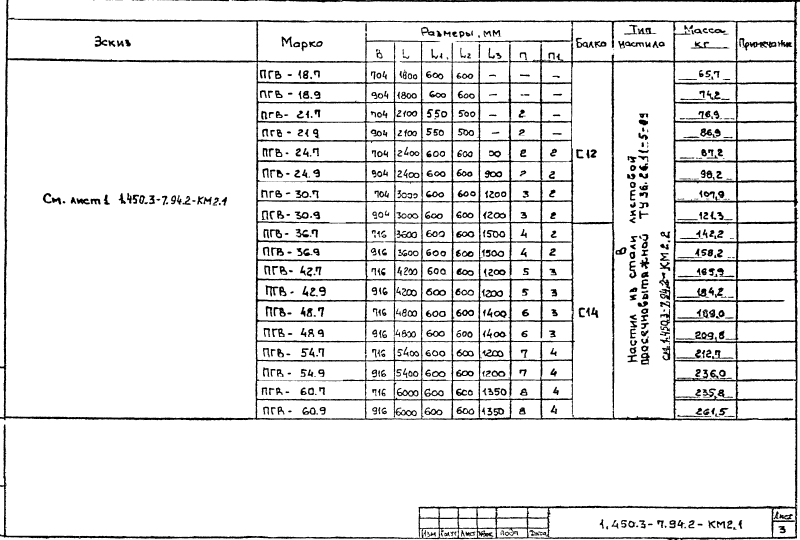 Эскиз Марка Размеры, мм Балка Тип настила Масса кг Примечание
B L L1 L2 L3 п п1
См. лист 1 1.450.3-7.94.2-КМ2.1
ПГВ - 18.7 704 1800 600 600 — — — 65,7
ПГВ - 18.9 904 1800 600 600 — — — 74,2
ПГВ - 21.7 704 2100 550 500 — 2 — 76,9
ПГВ - 21 9 904 2100 550 500 — 2 — 86,9
ПГВ - 24.7 704 2400 600 600 2 2 87,2
ПГВ - 24.9 904 2400 600 600 900 2 2 98,2
ПГВ - 30.7 704 3000 600 600 1200 3 2 107,9
ПГВ - 30.9 904 3000 600 600 1200 3 2 121,3
ПГВ - 36.7 716 3600 600 600 1500 4 2 142,2
ПГВ - 36.9 916 3600 600 600 1500 4 2 158,2
ПГВ - 42.7 716 4200 600 600 1200 5 3 165,9
ПГВ - 42.9 916 4200 600 600 1200 5 3 184,2
ПГВ - 48.7 716 4800 600 600 1400 6 3 189,0
ПГВ - 48.9 916 4800 600 600 1400 6 3 209,8
ПГВ - 54.7 716 5400 600 600 1200 7 4 212,7
ПГВ - 54.9 916 5400 600 600 1200 7 4 236,0
ПГВ - 60.7 716 6000 600 600 1350 8 4 235,8
ПГВ - 60.9 916 6000 600 600 1350 8 4 261,5
С12
С14
Настил из стали листовой
просечновытяжной ТУ36.26.11-5-89
см. 1.450.3-7.94.2-КМ2.2
1.450.3-7.94.2-КМ2.1
Лист
3
Изм Лист Подп Дата